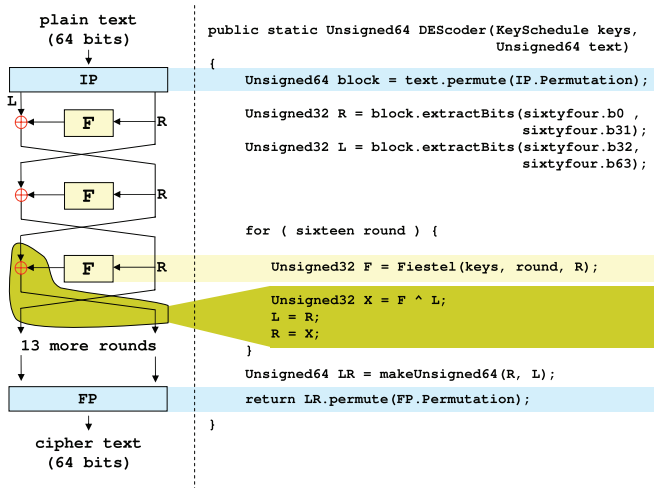 plain text
(64 bits)
IP
L
F
R
F
R
F
R
13 more rounds
FP
cipher text
(64 bits)
public static Unsigned64 DEScoder(KeySchedule keys,
Unsigned64 text)
{
Unsigned64 block = text.permute(IP.Permutation);
Unsigned32 R = block.extractBits(sixtyfour.b0 ,
sixtyfour.b31);
Unsigned32 L = block.extractBits(sixtyfour.b32,
sixtyfour.b63);
for ( sixteen round ) {
Unsigned32 F = Fiestel(keys, round, R);
Unsigned32 X = F ^ L;
L = R;
R = X;
}
Unsigned64 LR = makeUnsigned64(R, L);
return LR.permute(FP.Permutation);
}